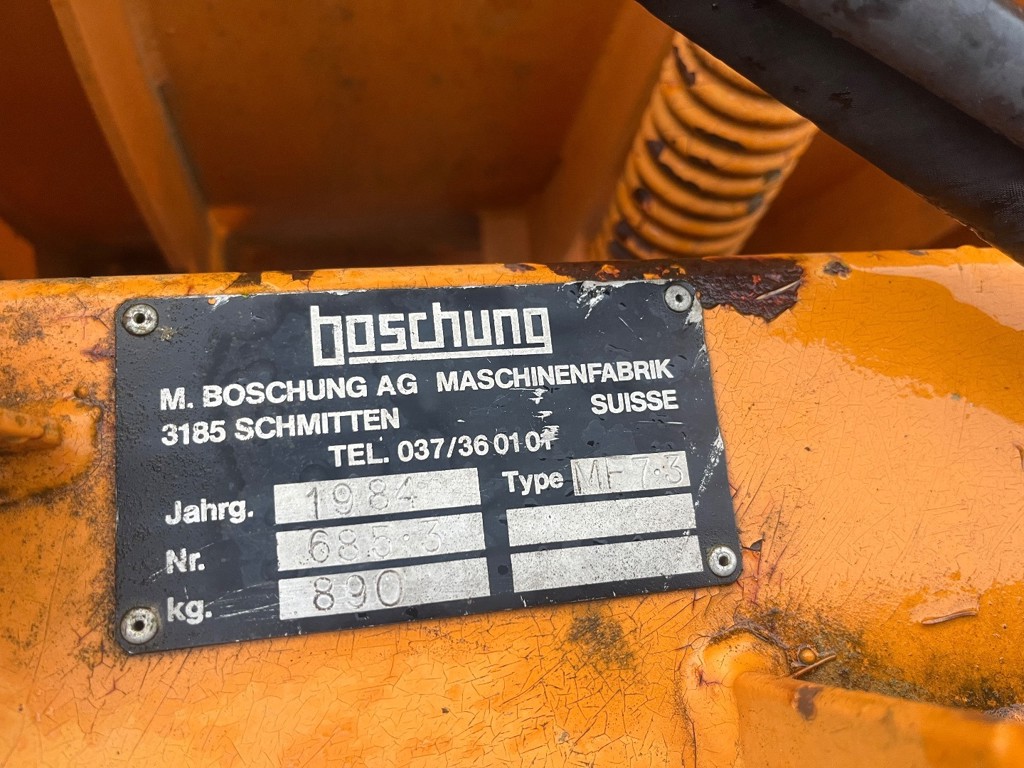 boschung
M. BOSCHUNG AG MASCHINENFABRIK
3185 SCHMITTEN SUISSE
TEL. 037/36 01 01
Jahrg. 1984 Type MF 7·3
Nr. 685·3
kg. 890